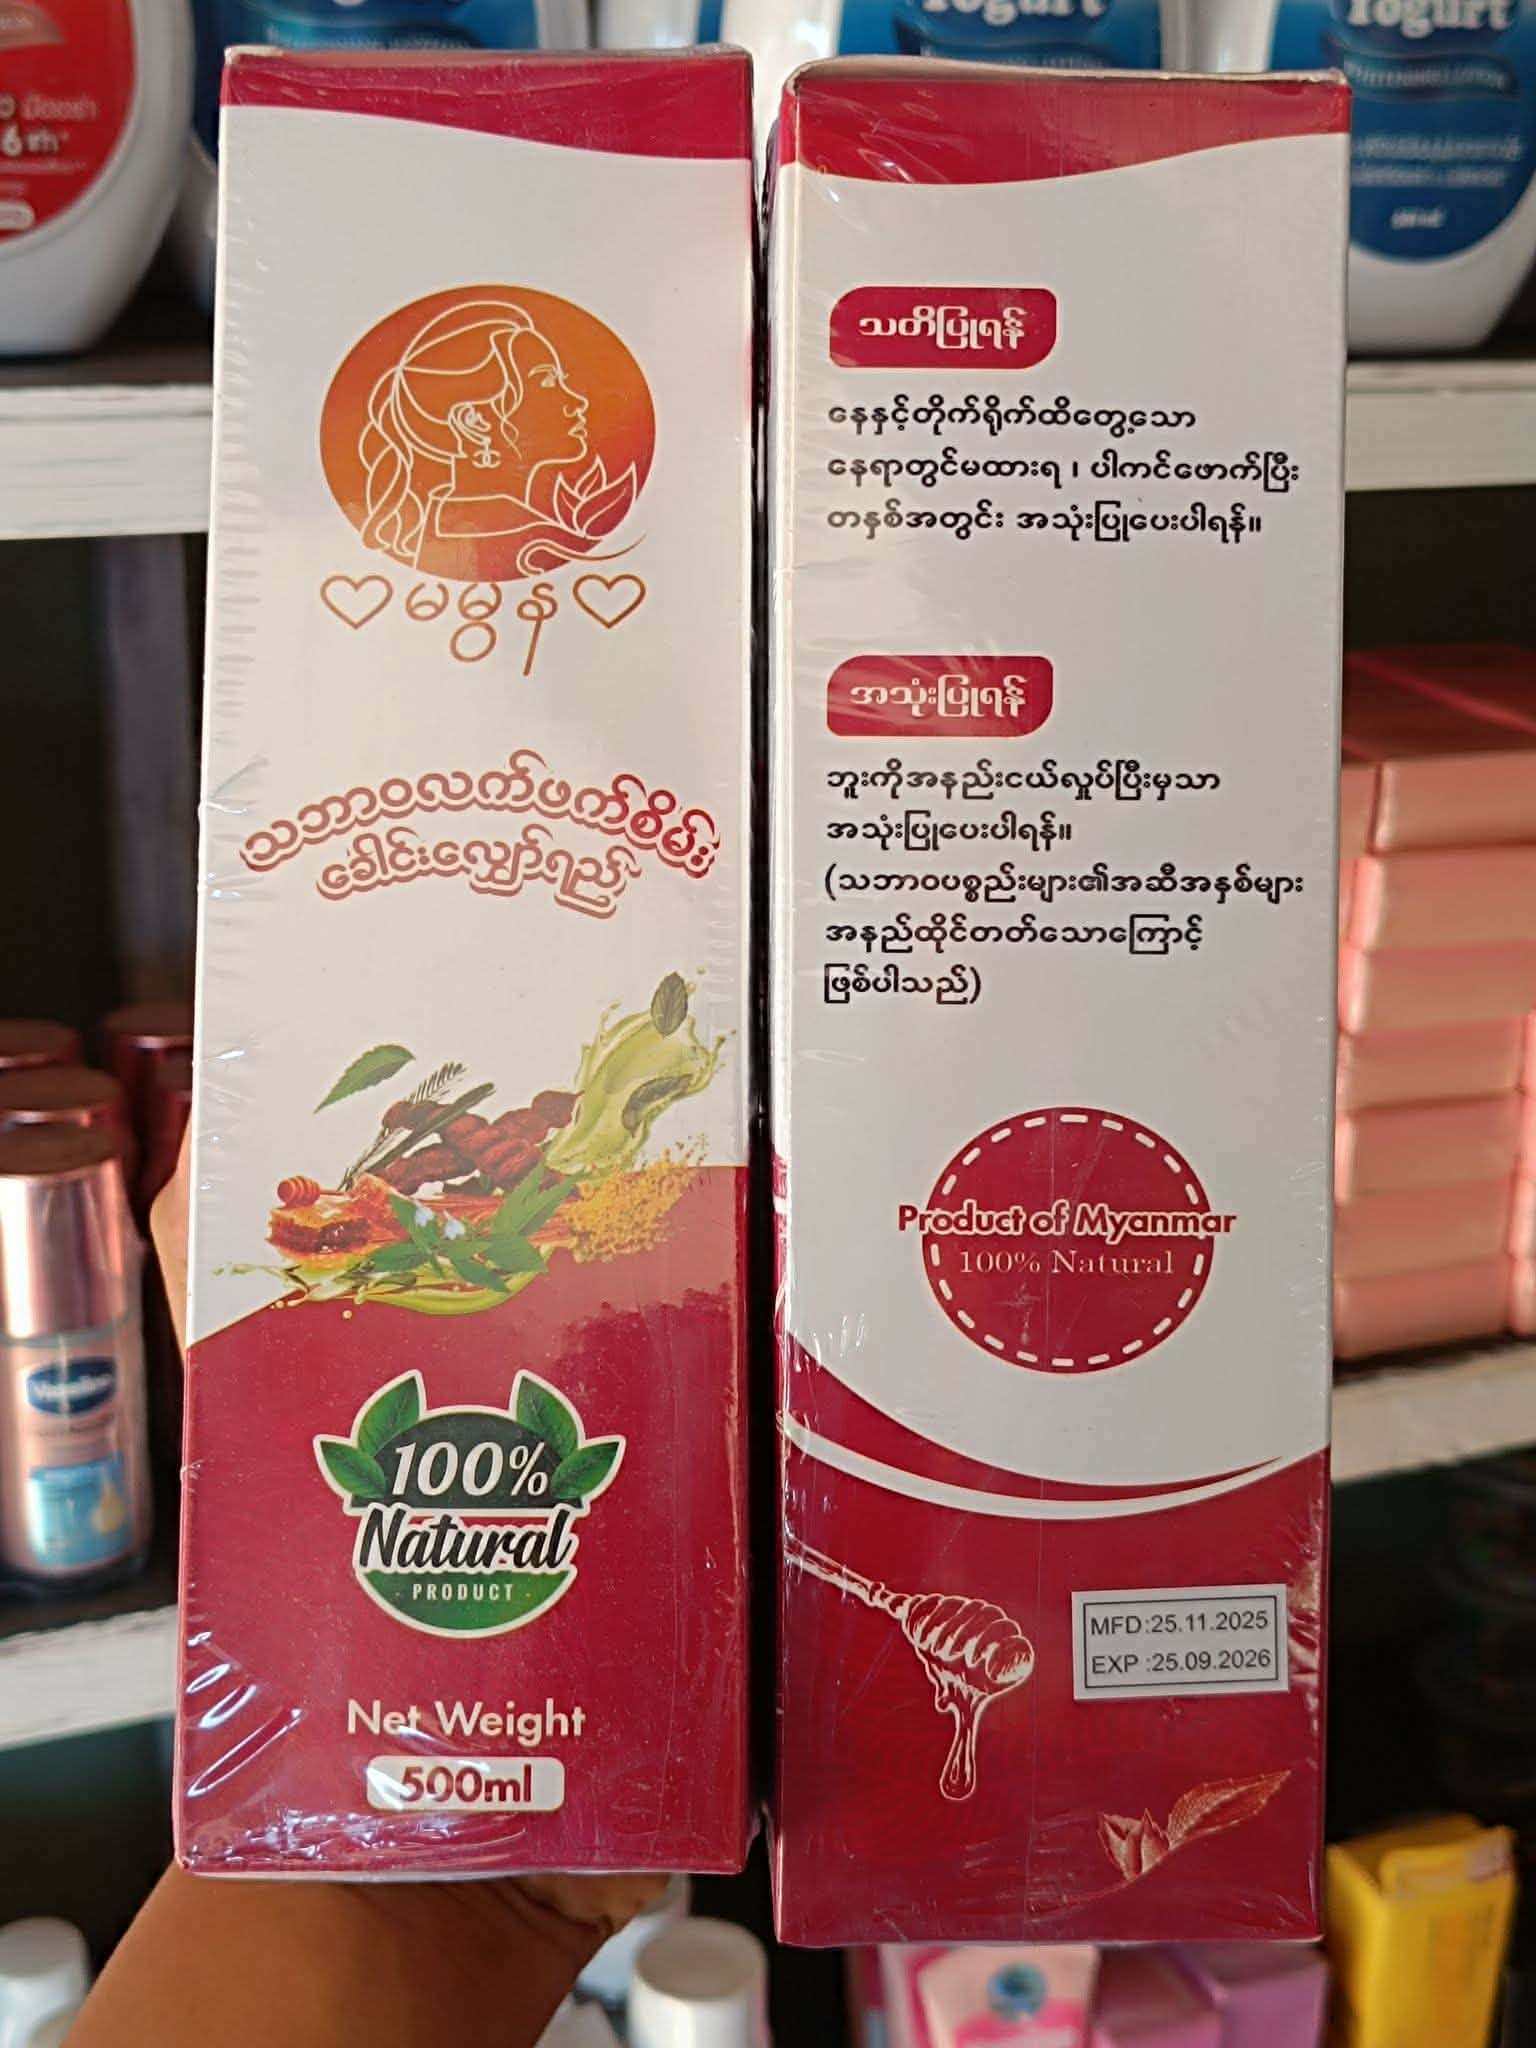 မမွန်
သဘာဝလက်ဖက်စိမ်း
ခေါင်းလျှော်ရည်
100%
Natural
PRODUCT
Net Weight
500ml
သတိပြုရန်
နေနှင့်တိုက်ရိုက်ထိတွေ့သော
နေရာတွင်မထားရ ၊ ပါကင်ဖောက်ပြီး
တနှစ်အတွင်း အသုံးပြုပေးပါရန်။
အသုံးပြုရန်
ဘူးကိုအနည်းငယ်လှုပ်ပြီးမှသာ
အသုံးပြုပေးပါရန်။
(သဘာဝပစ္စည်းများ၏အဆီအနှစ်များ
အနည်ထိုင်တတ်သောကြောင့်
ဖြစ်ပါသည်)
Product of Myanmar
100% Natural
MFD:25.11.2025
EXP :25.09.2026
Yogurt
Yogurt
Vaseline